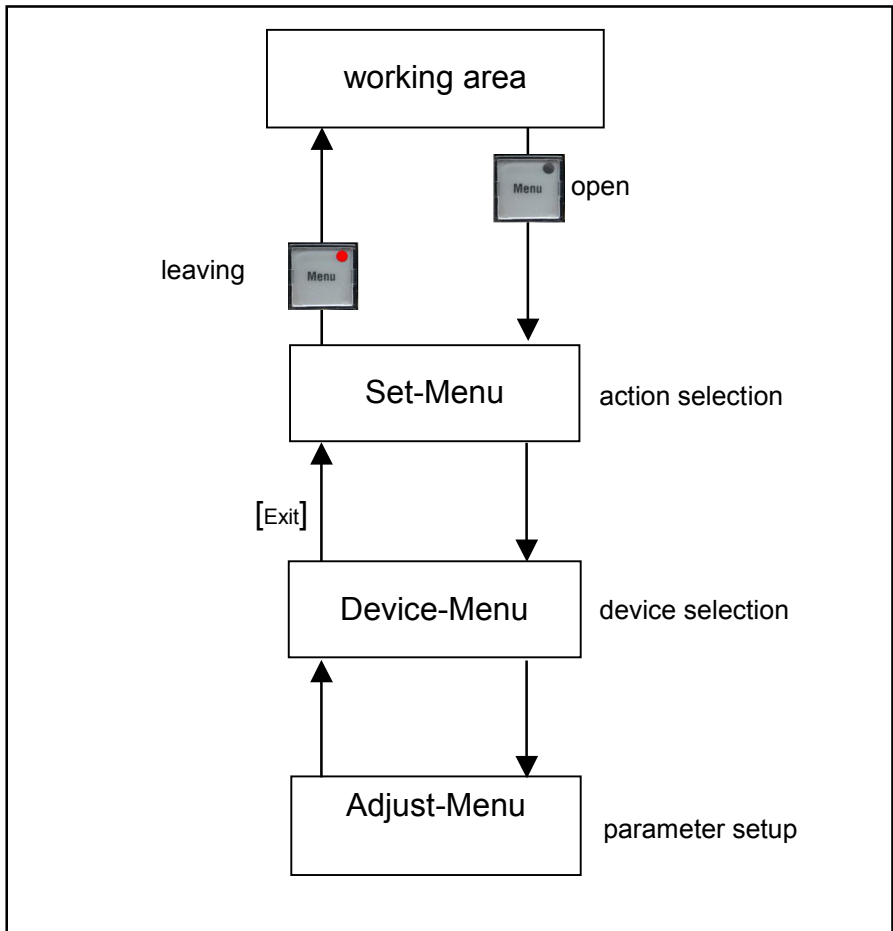 working area
Menu
open
leaving
Menu
Set-Menu
action selection
[Exit]
Device-Menu
device selection
Adjust-Menu
parameter setup